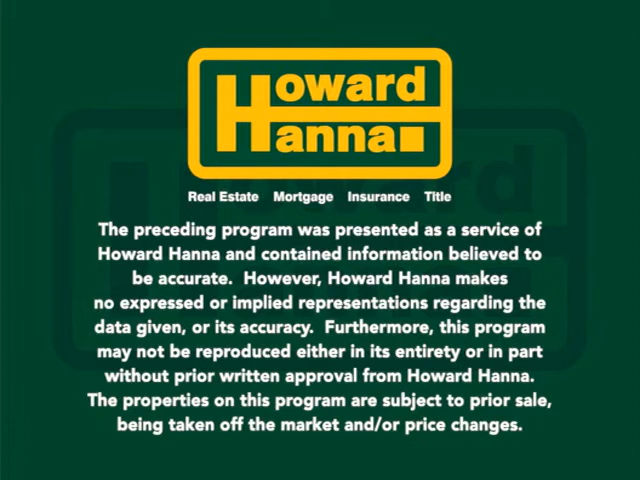 Howard
Hanna
Real Estate Mortgage Insurance Title
The preceding program was presented as a service of
Howard Hanna and contained information believed to
be accurate. However, Howard Hanna makes
no expressed or implied representations regarding the
data given, or its accuracy. Furthermore, this program
may not be reproduced either in its entirety or in part
without prior written approval from Howard Hanna.
The properties on this program are subject to prior sale,
being taken off the market and/or price changes.